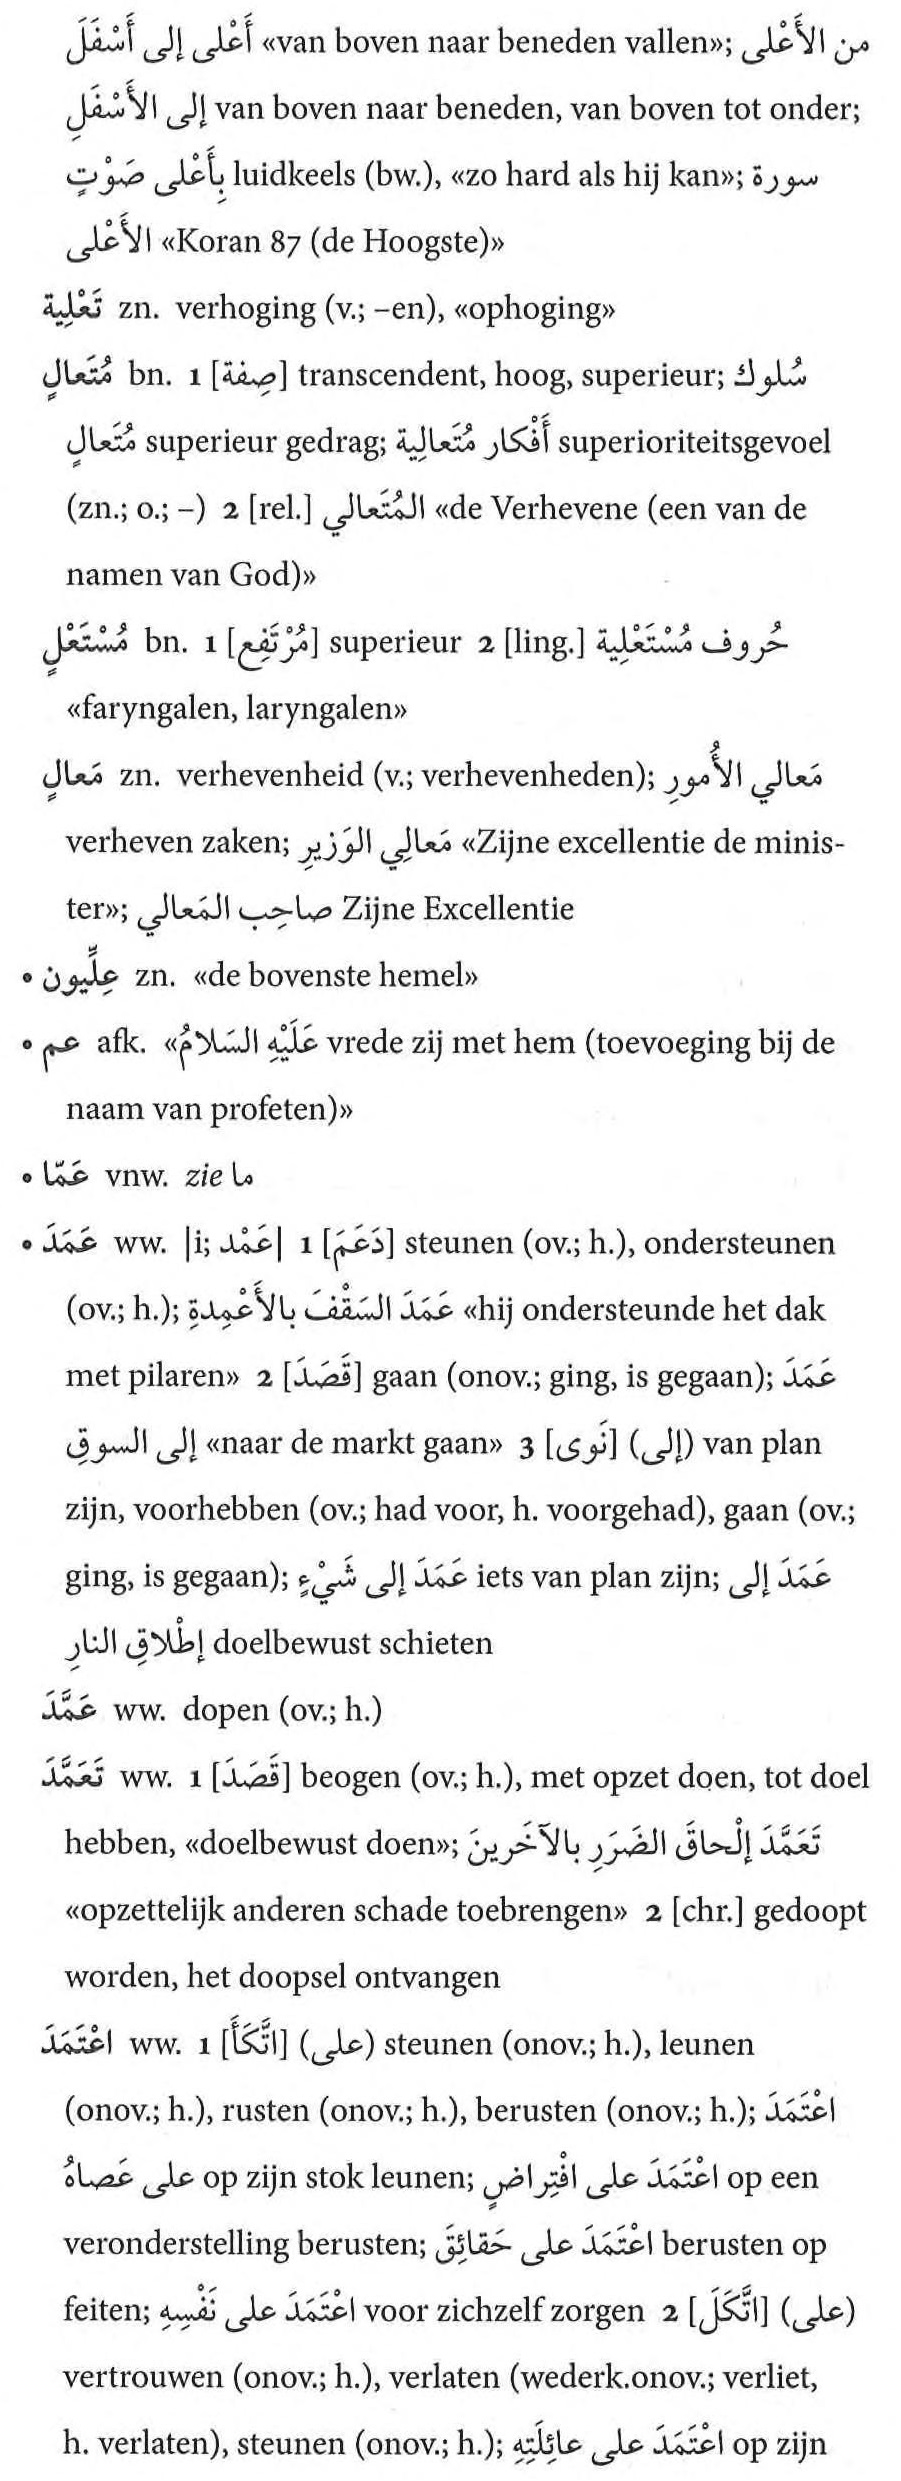 أَعْلى إلى أَسْفَلَ «van boven naar beneden vallen»; من الأَعْلى
إلى الأَسْفَلِ van boven naar beneden, van boven tot onder;
بِأَعْلى صَوْتٍ luidkeels (bw.), «zo hard als hij kan»; سورة
الأَعْلى «Koran 87 (de Hoogste)»
تَعْلِية zn. verhoging (v.; –en), «ophoging»
مُتَعالٍ bn. 1 [صِفة] transcendent, hoog, superieur; سُلوك
مُتَعالٍ superieur gedrag; أَفْكار مُتَعالِية superioriteitsgevoel
(zn.; o.; –) 2 [rel.] المُتَعالي «de Verhevene (een van de
namen van God)»
مُسْتَعْلٍ bn. 1 [مُرْتَفِع] superieur 2 [ling.] حُروف مُسْتَعْلِية
«faryngalen, laryngalen»
مَعالٍ zn. verhevenheid (v.; verhevenheden); مَعالي الأُمورِ
verheven zaken; مَعالِي الوَزيرِ «Zijne excellentie de minis-
ter»; صاحِب المَعالي Zijne Excellentie
• عِلِّيون zn. «de bovenste hemel»
• عم afk. «عَلَيْهِ السَلامُ vrede zij met hem (toevoeging bij de
naam van profeten)»
• عَمّا vnw. zie ما
• عَمَدَ ww. |i; عَمْد| 1 [دَعَمَ] steunen (ov.; h.), ondersteunen
(ov.; h.); عَمَدَ السَقْفَ بالأَعْمِدةِ «hij ondersteunde het dak
met pilaren» 2 [قَصَدَ] gaan (onov.; ging, is gegaan); عَمَدَ
إلى السوقِ «naar de markt gaan» 3 [نَوى] (إلى) van plan
zijn, voorhebben (ov.; had voor, h. voorgehad), gaan (ov.;
ging, is gegaan); عَمَدَ إلى شَيْءٍ iets van plan zijn; عَمَدَ إلى
إطْلاقِ النارِ doelbewust schieten
عَمَّدَ ww. dopen (ov.; h.)
تَعَمَّدَ ww. 1 [قَصَدَ] beogen (ov.; h.), met opzet doen, tot doel
hebben, «doelbewust doen»; تَعَمَّدَ إلْحاقَ الضَرَرِ بالآخَرينَ
«opzettelijk anderen schade toebrengen» 2 [chr.] gedoopt
worden, het doopsel ontvangen
اعْتَمَدَ ww. 1 [اتَّكَأَ] (على) steunen (onov.; h.), leunen
(onov.; h.), rusten (onov.; h.), berusten (onov.; h.); اعْتَمَدَ
على عَصاهُ op zijn stok leunen; اعْتَمَدَ على افْتِراضٍ op een
veronderstelling berusten; اعْتَمَدَ على حَقائِقَ berusten op
feiten; اعْتَمَدَ على نَفْسِهِ voor zichzelf zorgen 2 [اتَّكَلَ] (على)
vertrouwen (onov.; h.), verlaten (wederk.onov.; verliet,
h. verlaten), steunen (onov.; h.); اعْتَمَدَ على عائِلَتِهِ op zijn